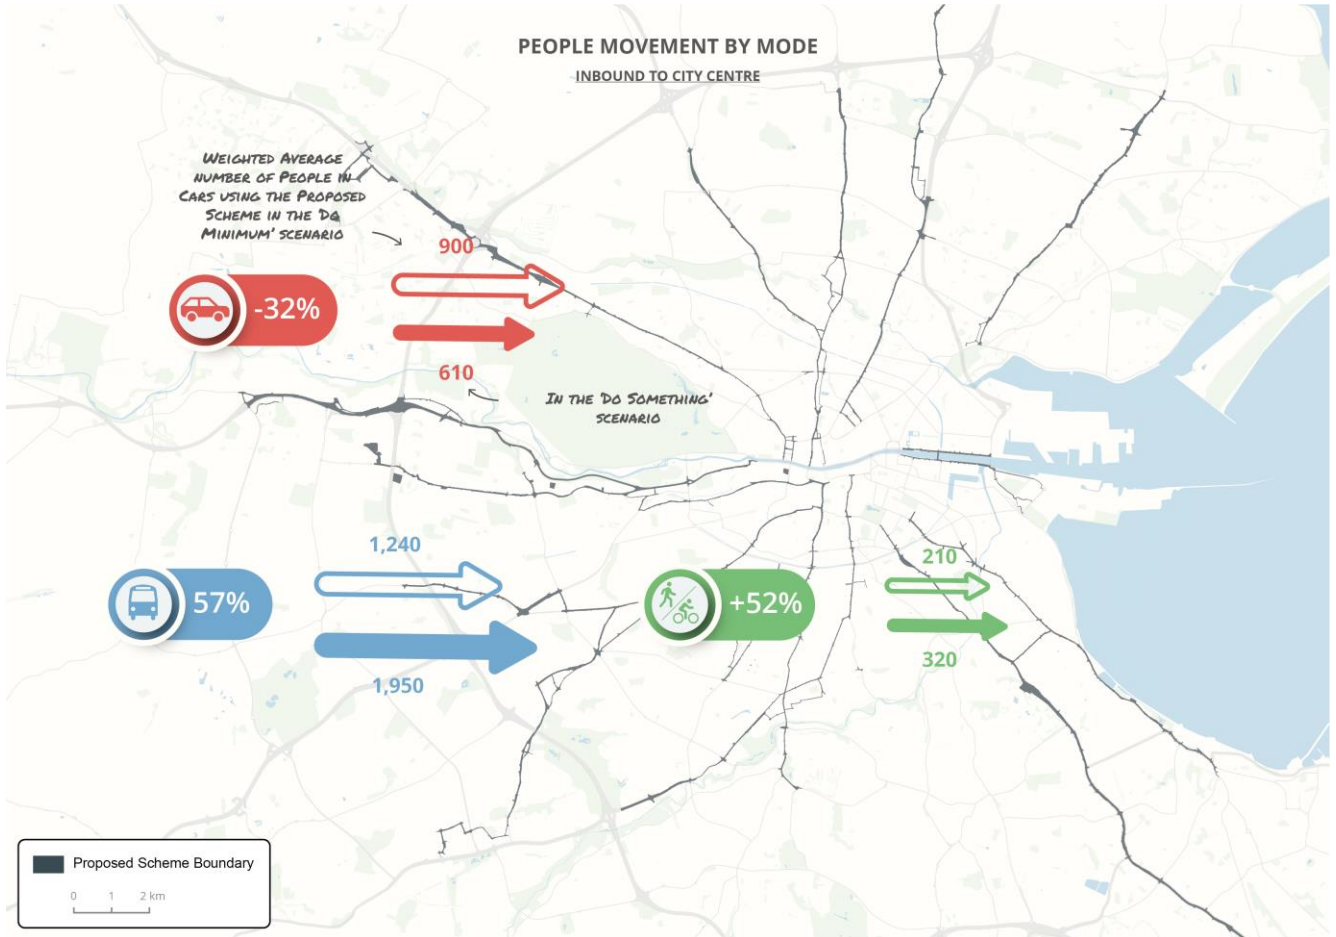 PEOPLE MOVEMENT BY MODE
INBOUND TO CITY CENTRE
WEIGHTED AVERAGE
NUMBER OF PEOPLE IN
CARS USING THE PROPOSED
SCHEME IN THE 'DO
MINIMUM' SCENARIO
900
-32%
610
IN THE 'DO SOMETHING'
SCENARIO
1,240
57%
1,950
210
+52%
320
Proposed Scheme Boundary
0 1 2 km